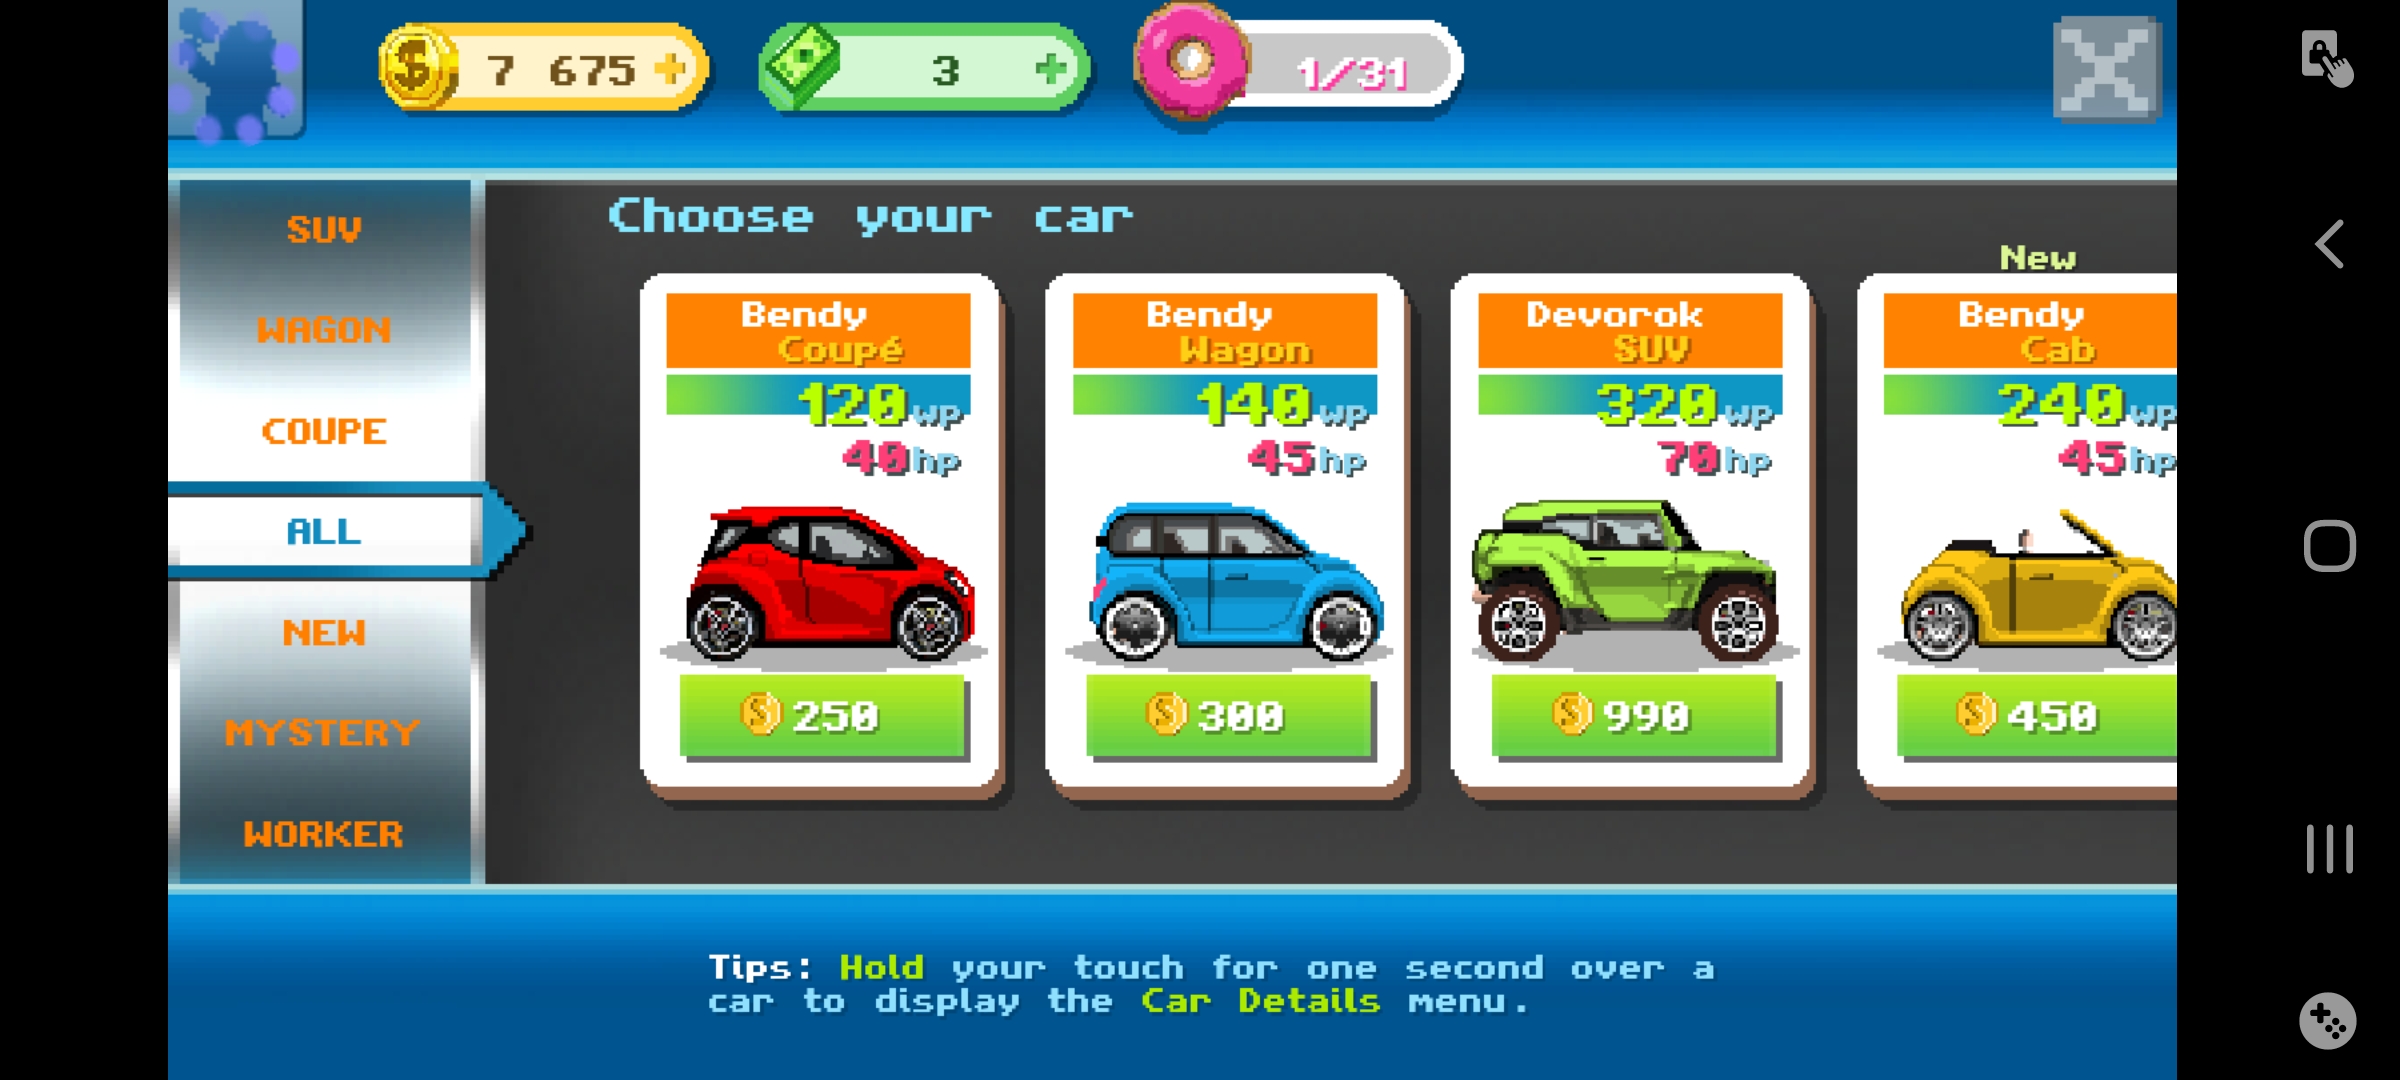 7 675
3
1/31
SUV
WAGON
COUPE
ALL
NEW
MYSTERY
WORKER
Choose your car
Bendy
Coupé
120wp
40hp
250
Bendy
Wagon
140wp
45hp
300
Devorok
SUV
320wp
70hp
990
New
Bendy
Cab
240wp
45hp
450
Tips: Hold your touch for one second over a
car to display the Car Details menu.